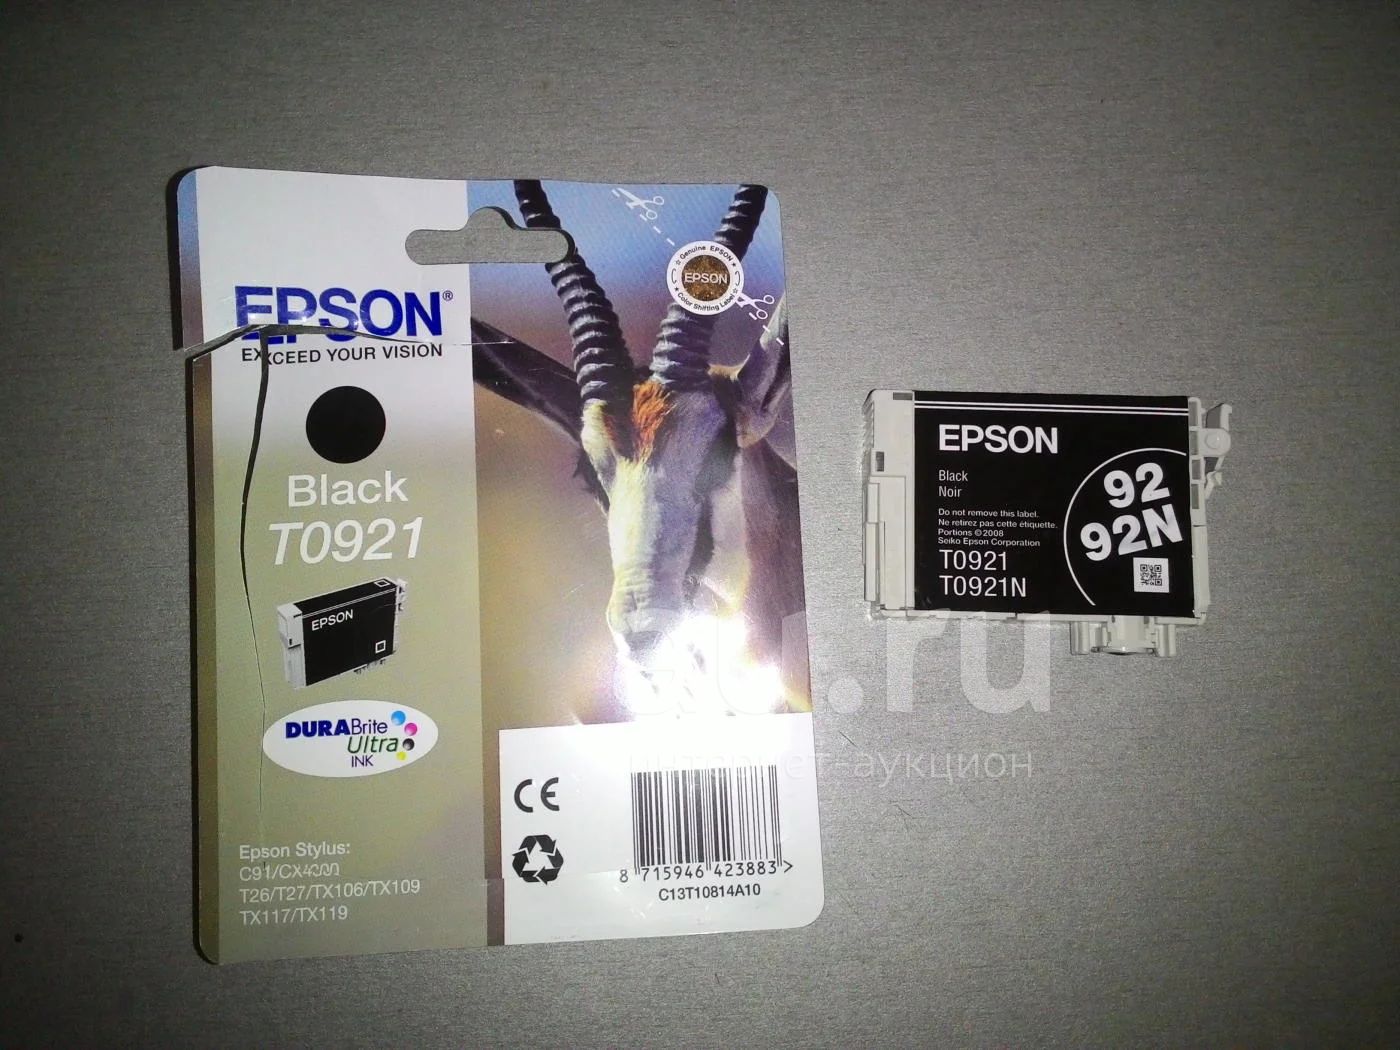 EPSON®
EXCEED YOUR VISION
Black
T0921
EPSON
DURABrite
Ultra
INK
Epson Stylus:
C91/CX4300
T26/T27/TX106/TX109
TX117/TX119
Genuine EPSON
EPSON
Color Shifting Label
CE
8 715946 423883 >
C13T10814A10
EPSON
Black
Noir
Do not remove this label.
Ne retirez pas cette étiquette.
Portions ©2008
Seiko Epson Corporation
T0921
T0921N
92
92N
au.ru
интернет-аукцион